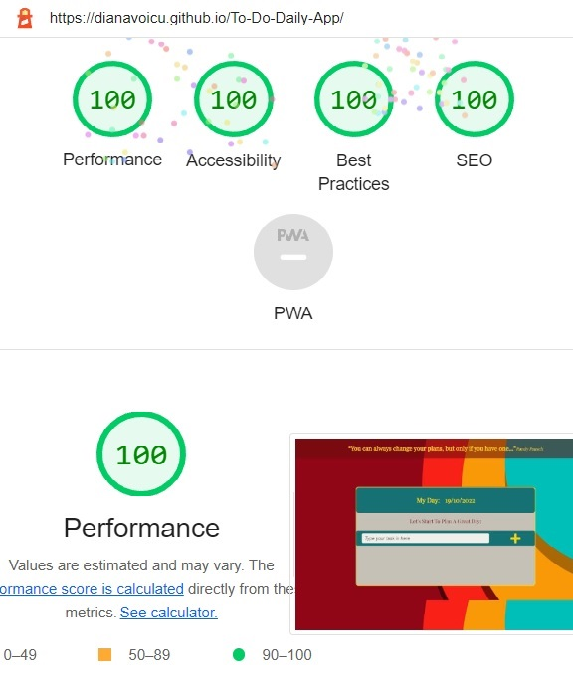 https://dianavoicu.github.io/To-Do-Daily-App/
100 100 100 100
Performance Accessibility Best Practices SEO
PWA
PWA
100
Performance
Values are estimated and may vary. The
ormance score is calculated directly from the
metrics. See calculator.
0–49 50–89 90–100
"You can always change your plans, but only if you have one..."
My Day: 19/10/2022
Let's Start To Plan A Great Day!
Type your task in here